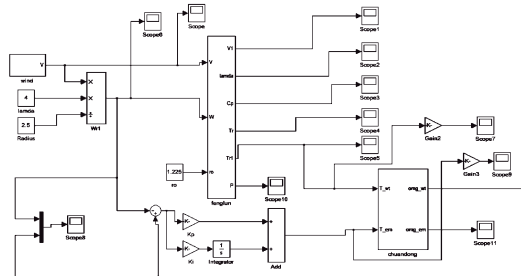 Scope6
Scope
Scope1
Scope2
Scope3
Scope4
Scope5
V1
lamda
Cp
Tr
Tr1
P
V
W
ro
V
wind
4
lamda
2.5
Radius
×
×
÷
Wr1
1.225
ro
fengfun
Scope10
K-
Gain2
Scope7
K-
Gain3
Scope9
T_wt
T_em
omg_wt
omg_em
chuandong
Scope11
Scope8
K-
Kp
K-
Ki
1
s
Integrator
+
+
Add